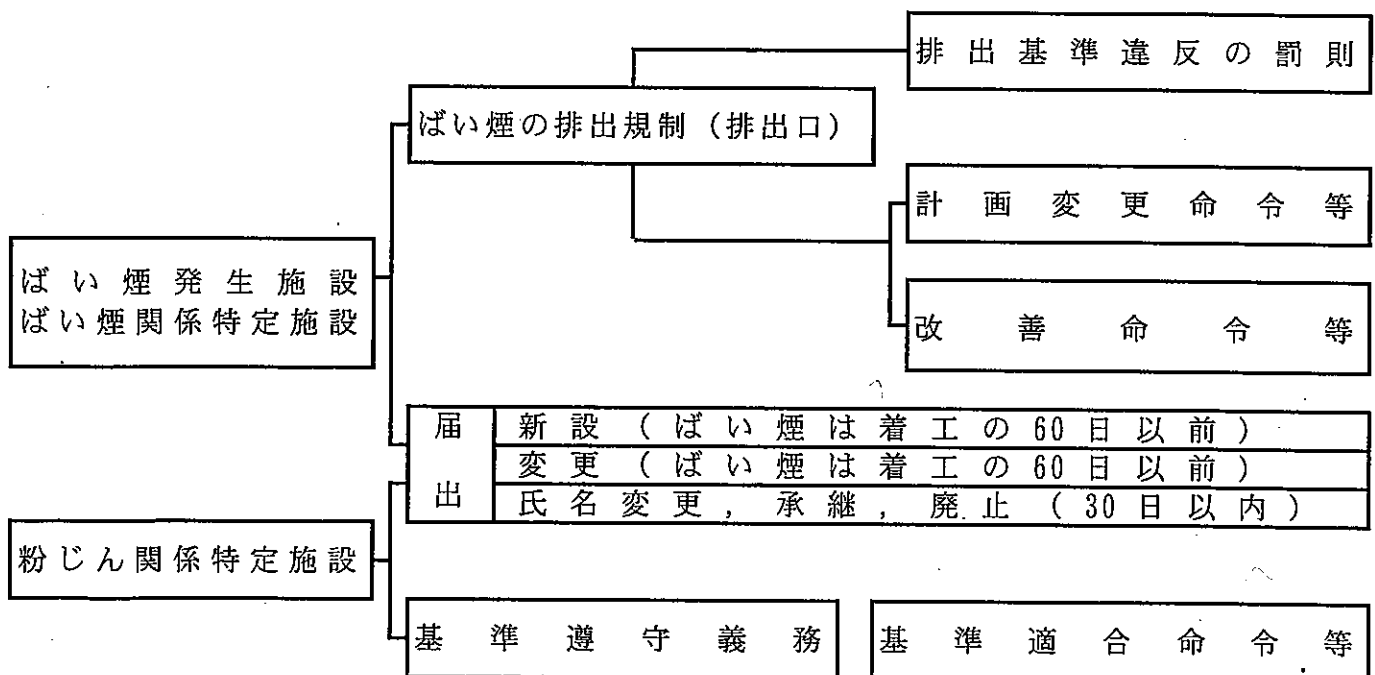 排出基準違反の罰則
ばい煙の排出規制（排出口）
計画変更命令等
ばい煙発生施設
ばい煙関係特定施設
改善命令等
届出
新設（ばい煙は着工の60日以前）
変更（ばい煙は着工の60日以前）
氏名変更，承継，廃止（30日以内）
粉じん関係特定施設
基準遵守義務
基準適合命令等